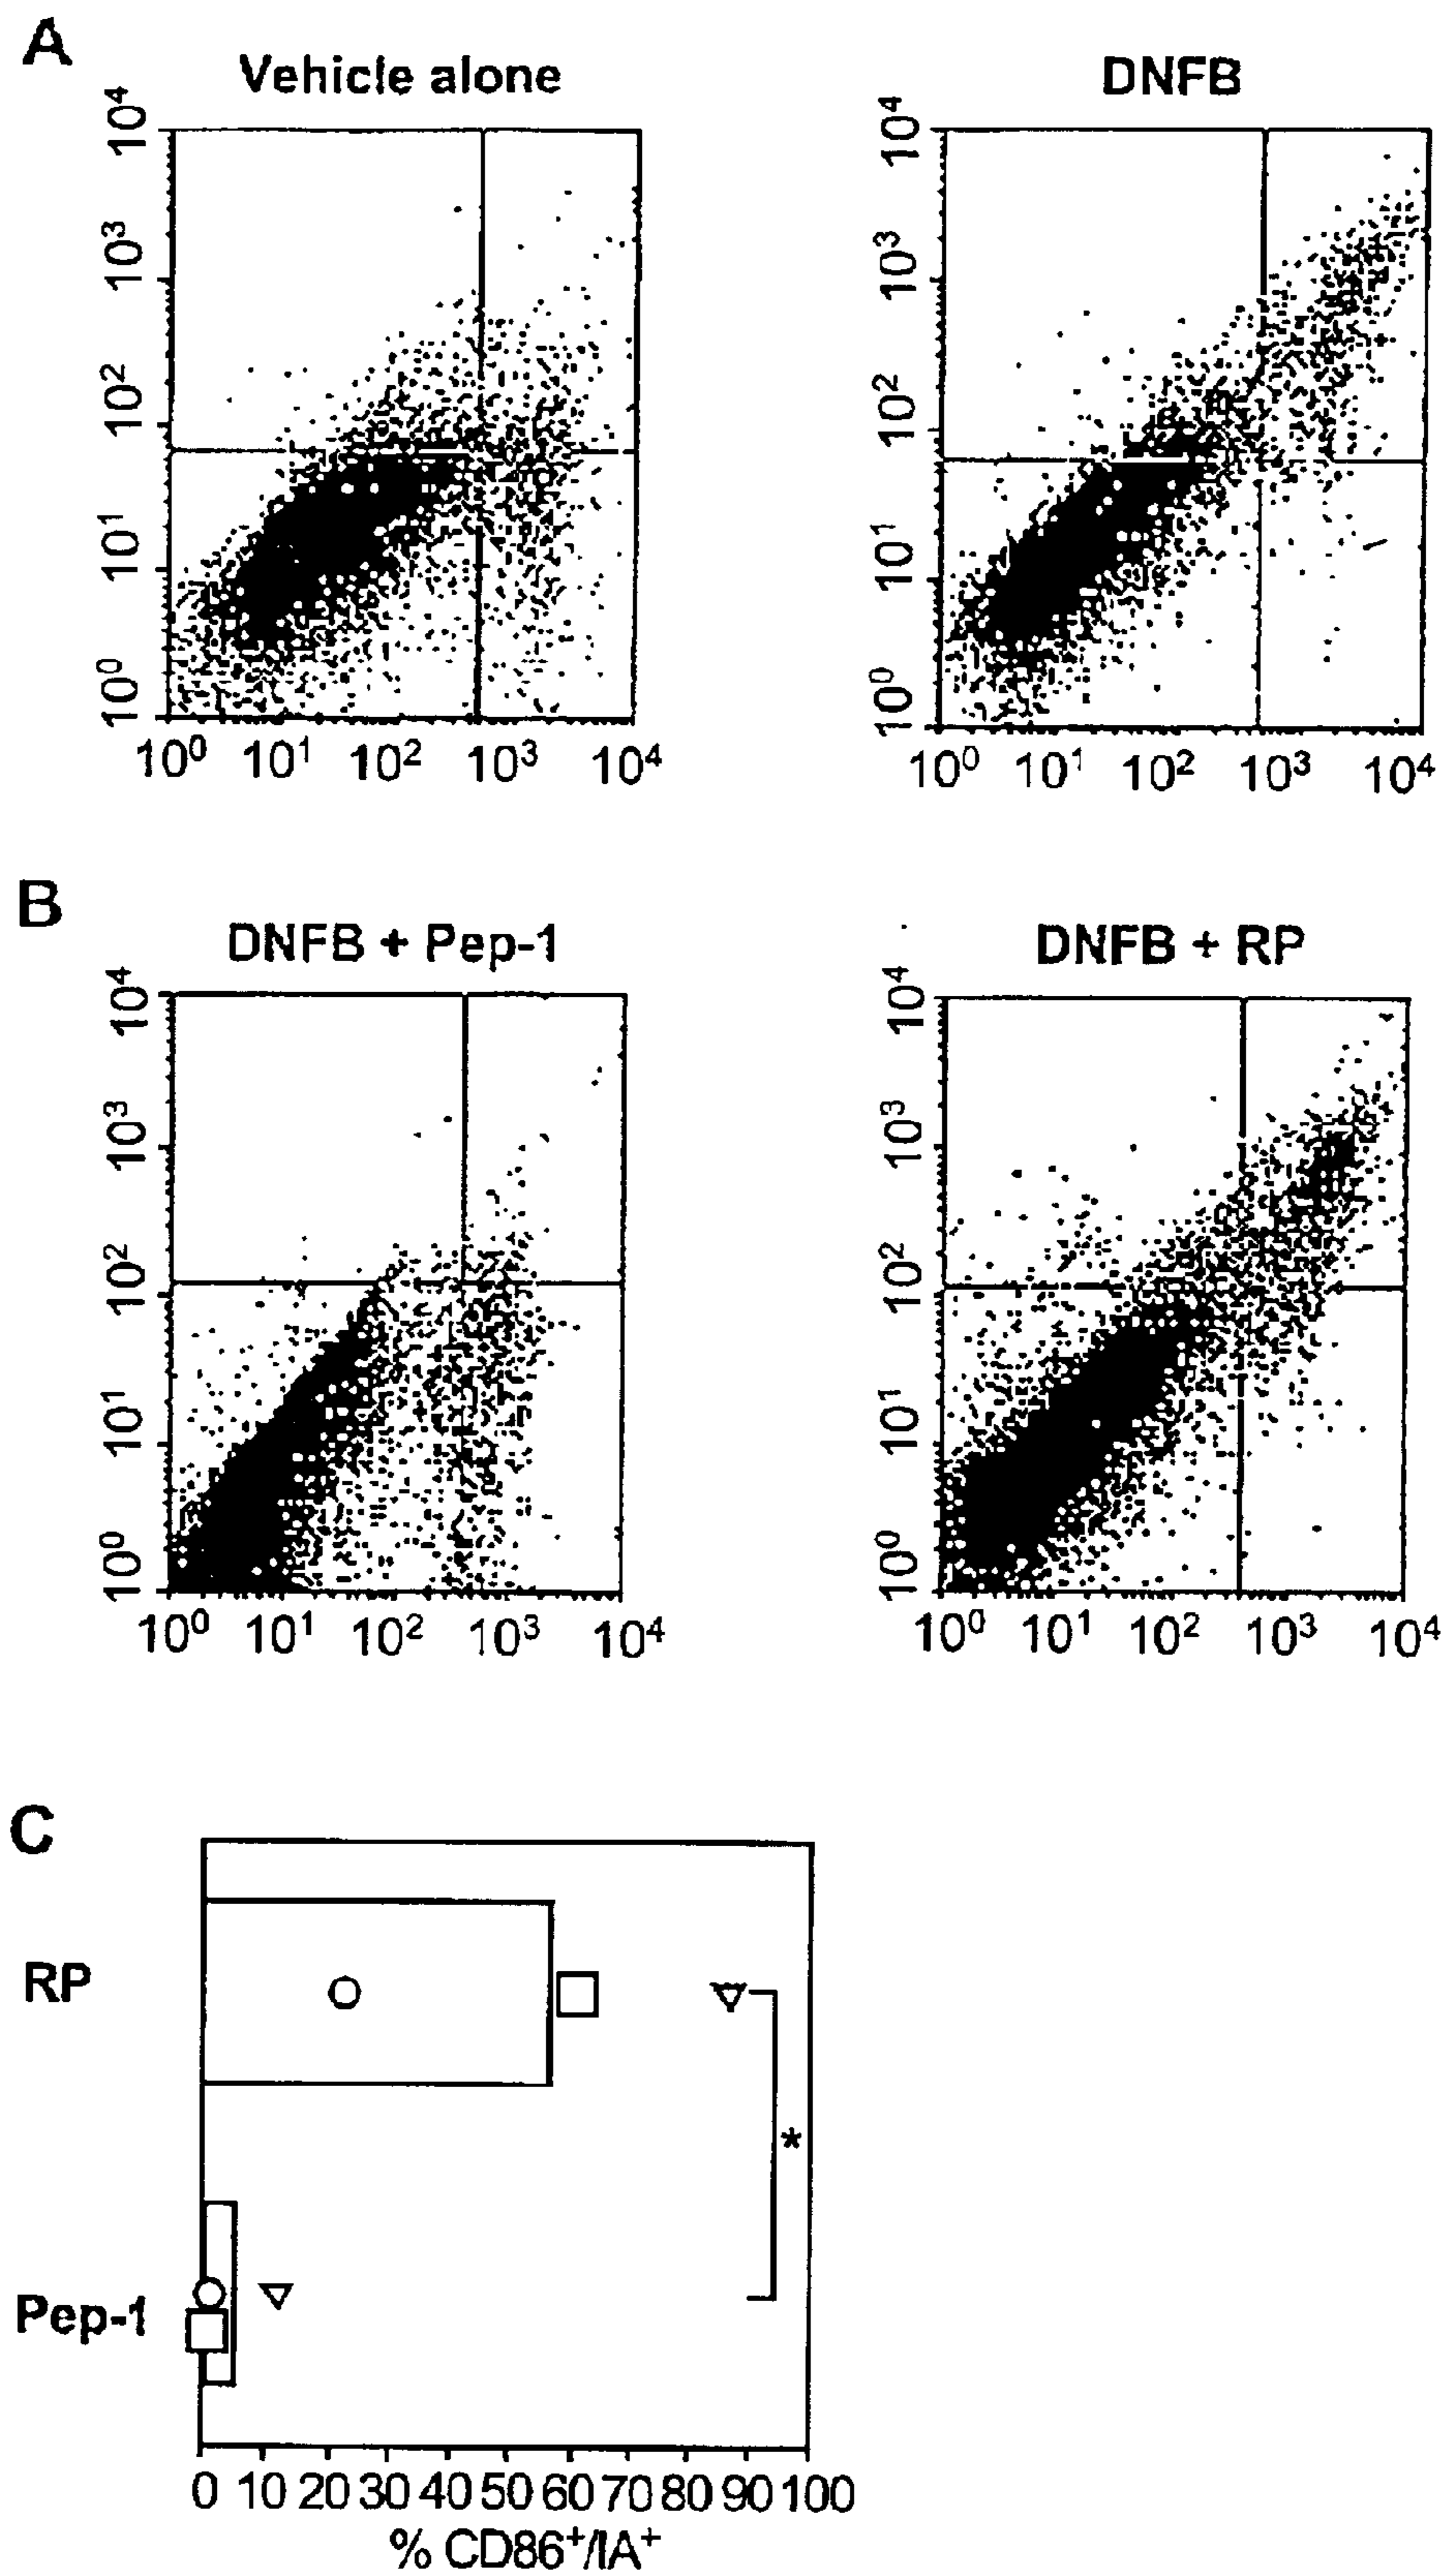 A
Vehicle alone
DNFB
10⁴
10³
10²
10¹
10⁰
10⁰ 10¹ 10² 10³ 10⁴
10⁴
10³
10²
10¹
10⁰
10⁰ 10¹ 10² 10³ 10⁴
B
DNFB + Pep-1
DNFB + RP
10⁴
10³
10²
10¹
10⁰
10⁰ 10¹ 10² 10³ 10⁴
10⁴
10³
10²
10¹
10⁰
10⁰ 10¹ 10² 10³ 10⁴
C
RP
*
Pep-1
0 10 20 30 40 50 60 70 80 90 100
% CD86⁺/IA⁺